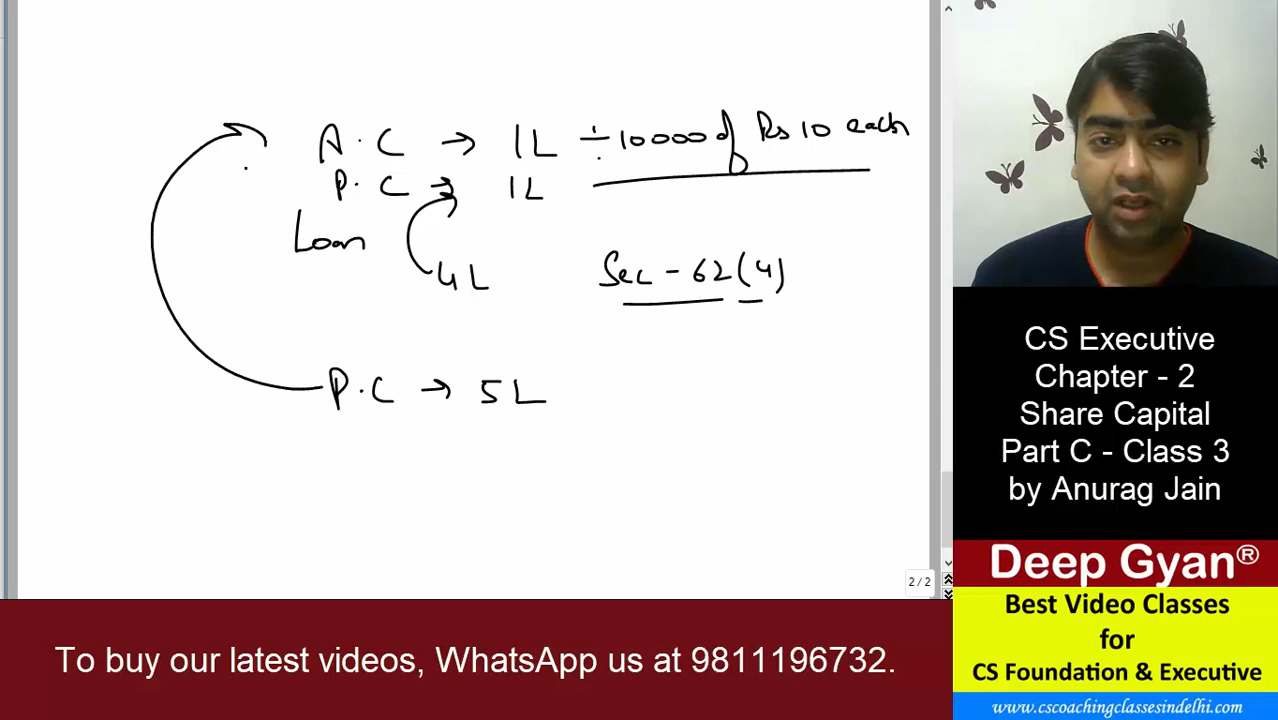 A.C → 1L ÷ 10000 of Rs 10 each
P.C → 1L
Loan
4L
Sec - 62(4)
P.C → 5L
2/2
CS Executive
Chapter - 2
Share Capital
Part C - Class 3
by Anurag Jain
Deep Gyan®
Best Video Classes
for
CS Foundation & Executive
www.cscoachingclassesindelhi.com
To buy our latest videos, WhatsApp us at 9811196732.